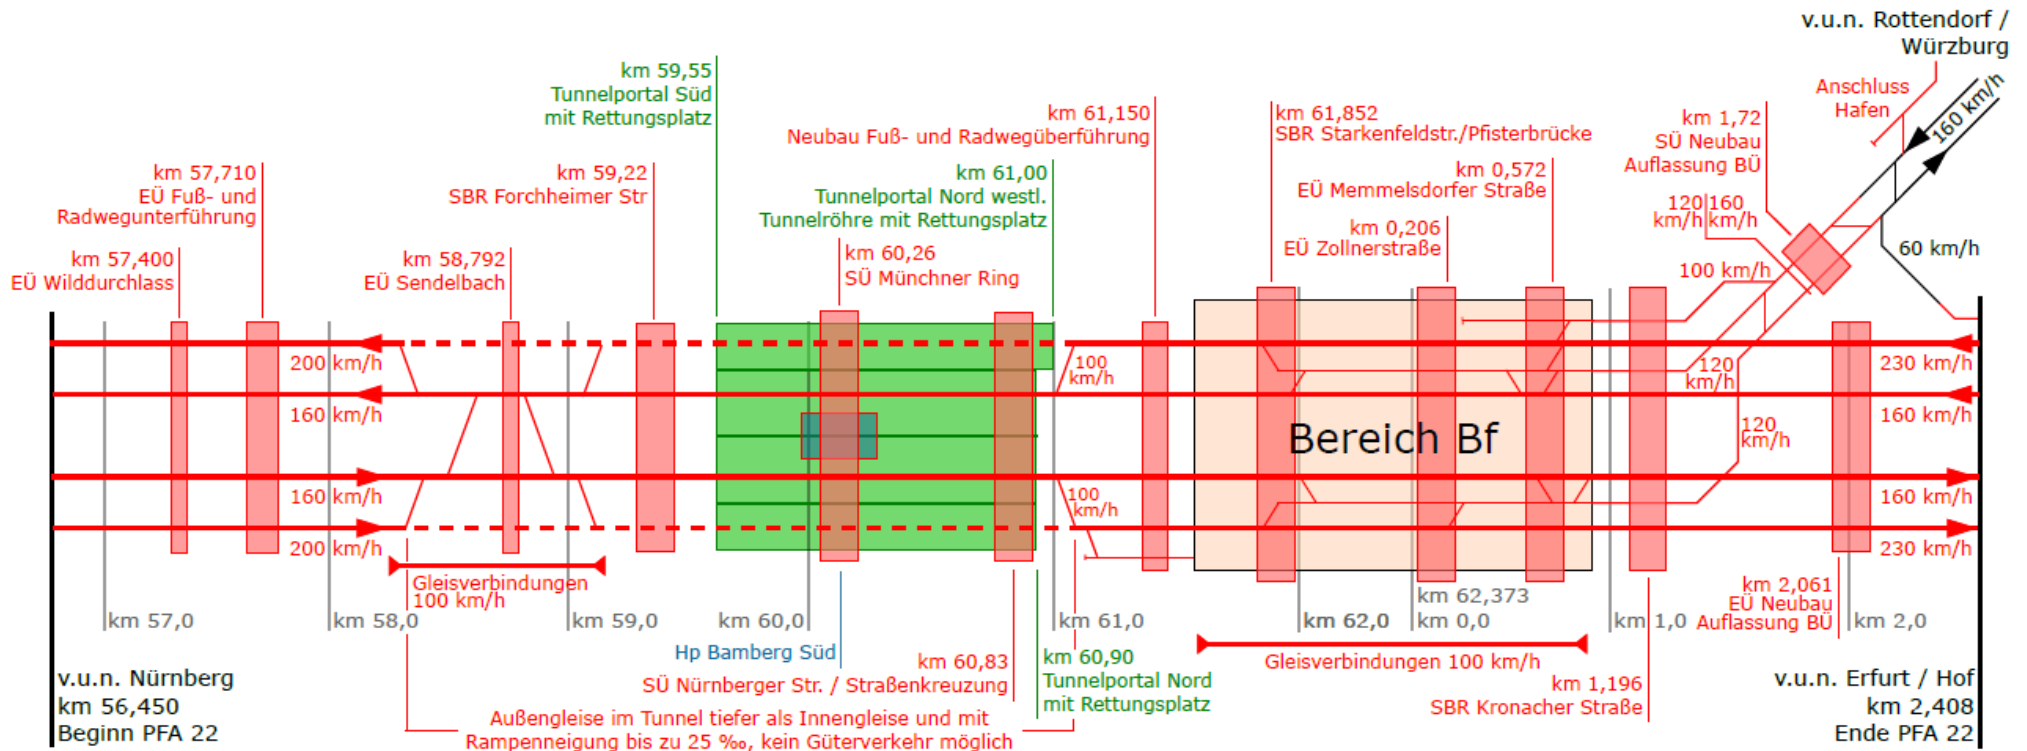 v.u.n. Rottendorf /
Würzburg
160 km/h
Anschluss
Hafen
km 59,55
Tunnelportal Süd
mit Rettungsplatz
km 61,150
Neubau Fuß- und Radwegüberführung
km 61,852
SBR Starkenfeldstr./Pfisterbrücke
km 1,72
SÜ Neubau
Auflassung BÜ
km 57,710
EÜ Fuß- und
Radwegunterführung
km 59,22
SBR Forchheimer Str
km 61,00
Tunnelportal Nord westl.
Tunnelröhre mit Rettungsplatz
km 0,572
EÜ Memmelsdorfer Straße
120 160
km/h km/h
km 0,206
EÜ Zollnerstraße
km 57,400
EÜ Wilddurchlass
km 58,792
EÜ Sendelbach
km 60,26
SÜ Münchner Ring
100 km/h
60 km/h
200 km/h
100
km/h
120
km/h
230 km/h
160 km/h
160 km/h
Bereich Bf
120
km/h
160 km/h
100
km/h
160 km/h
200 km/h
230 km/h
Gleisverbindungen
100 km/h
km 57,0
km 58,0
km 59,0
km 60,0
km 61,0
km 62,0
km 62,373
km 0,0
km 1,0
km 2,061
EÜ Neubau
Auflassung BÜ
km 2,0
Hp Bamberg Süd
km 60,83
SÜ Nürnberger Str. / Straßenkreuzung
km 60,90
Tunnelportal Nord
mit Rettungsplatz
Gleisverbindungen 100 km/h
km 1,196
SBR Kronacher Straße
v.u.n. Nürnberg
km 56,450
Beginn PFA 22
Außengleise im Tunnel tiefer als Innengleise und mit
Rampenneigung bis zu 25 ‰, kein Güterverkehr möglich
v.u.n. Erfurt / Hof
km 2,408
Ende PFA 22